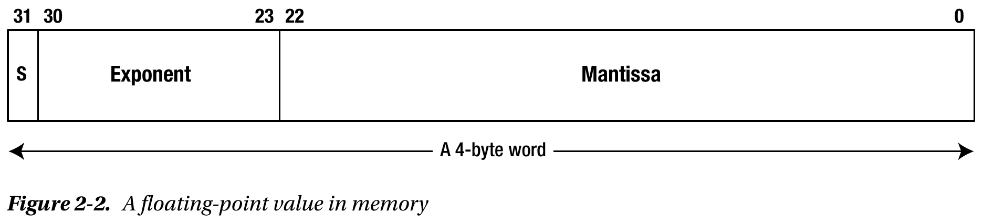 31 30 23 22 0
S Exponent Mantissa
A 4-byte word
Figure 2-2. A floating-point value in memory